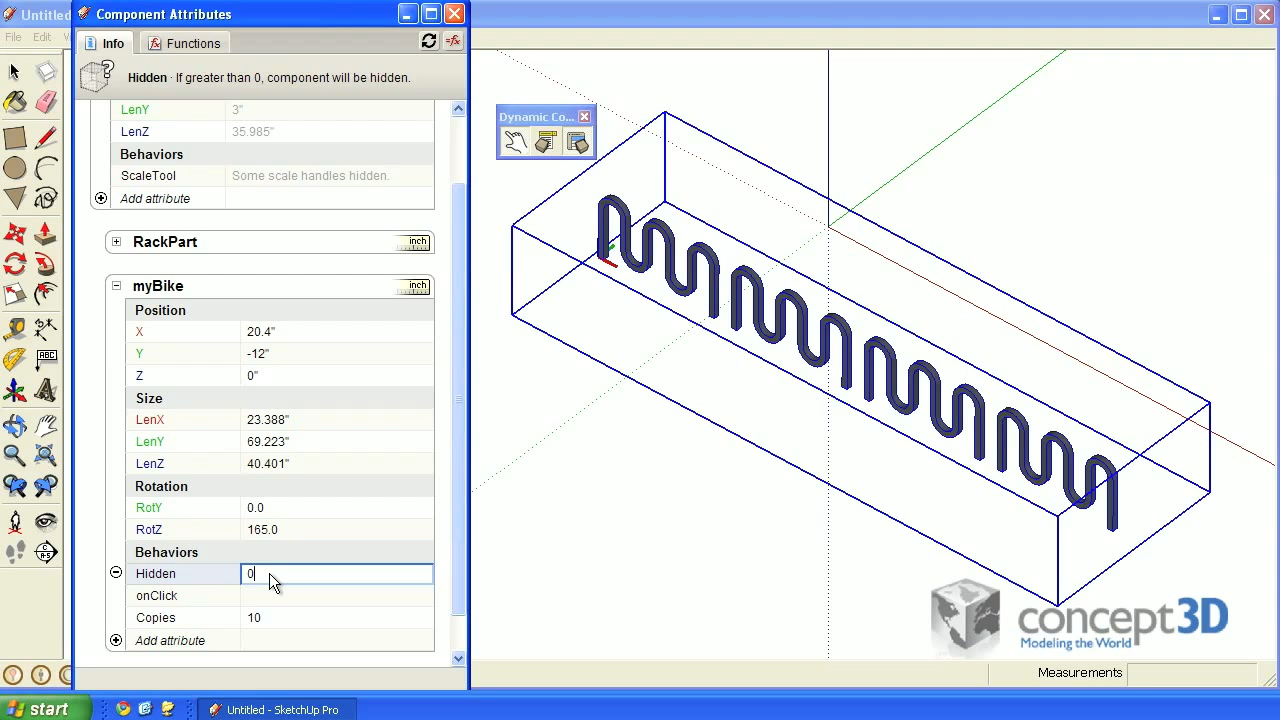 Untitled
Component Attributes
File
Edit
Info
Functions
=fx
Hidden - If greater than 0, component will be hidden.
LenY 3"
LenZ 35.985"
Behaviors
ScaleTool Some scale handles hidden.
Add attribute
RackPart inch
myBike inch
Position
X 20.4"
Y -12"
Z 0"
Size
LenX 23.388"
LenY 69.223"
LenZ 40.401"
Rotation
RotY 0.0
RotZ 165.0
Behaviors
Hidden 0
onClick
Copies 10
Add attribute
Dynamic Co...
ABC
A
concept3D
Modeling the World
Measurements
start
Untitled - SketchUp Pro